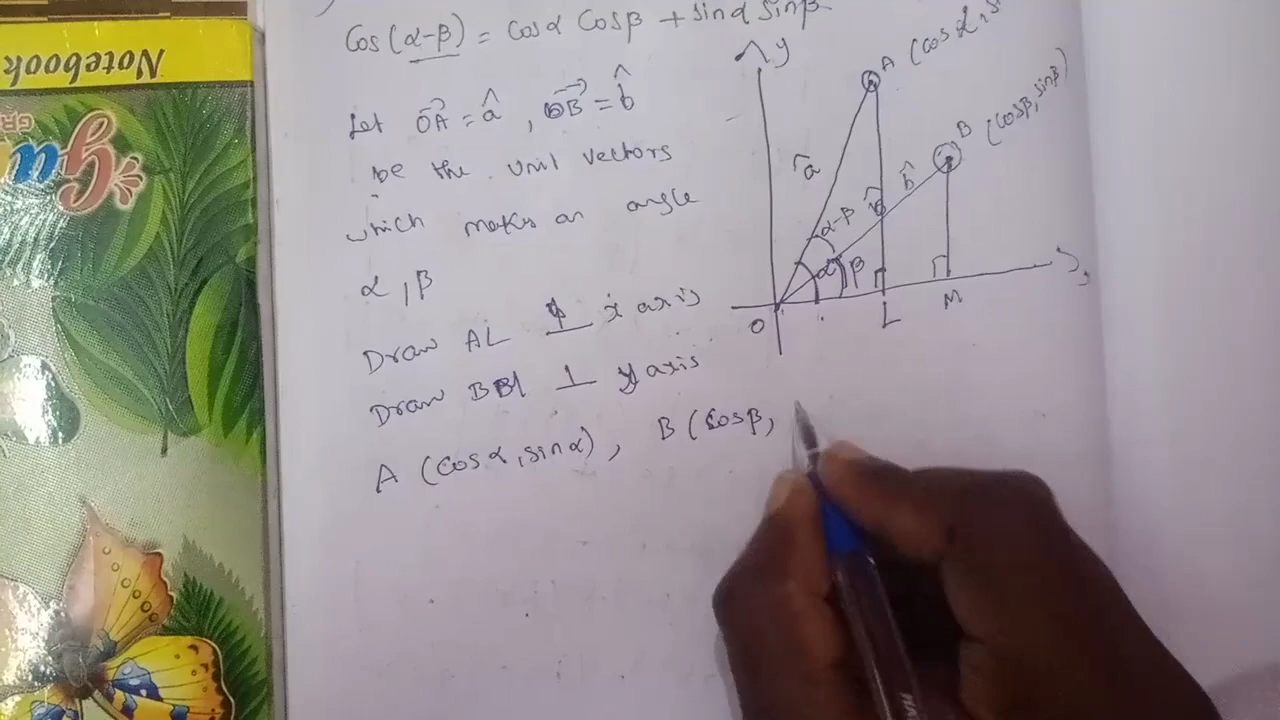 Cos(α-β) = Cosα Cosβ + Sinα Sinβ
Let OA = â , OB = b̂
be the unit vectors
which makes an angle
α , β
Draw AL ⊥ x axis
Draw BM ⊥ y axis
A (Cosα, Sinα) , B (Cosβ,
y
A (Cosα,
B (Cosβ, Sinβ)
â
b̂
α-β
α
β
O
L
M
Notebook